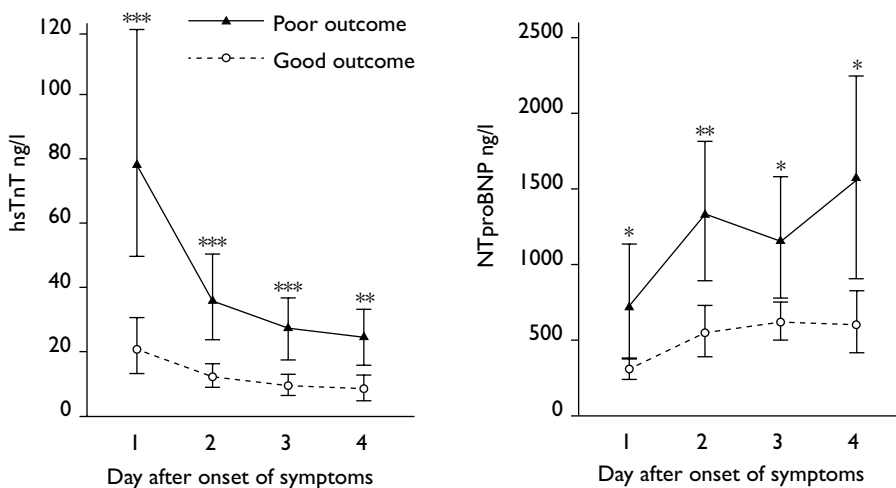 120
100
80
60
40
20
0
hsTnT ng/l
***
***
***
**
Poor outcome
Good outcome
1 2 3 4
Day after onset of symptoms
2500
2000
1500
1000
500
0
NTproBNP ng/l
*
**
*
*
1 2 3 4
Day after onset of symptoms